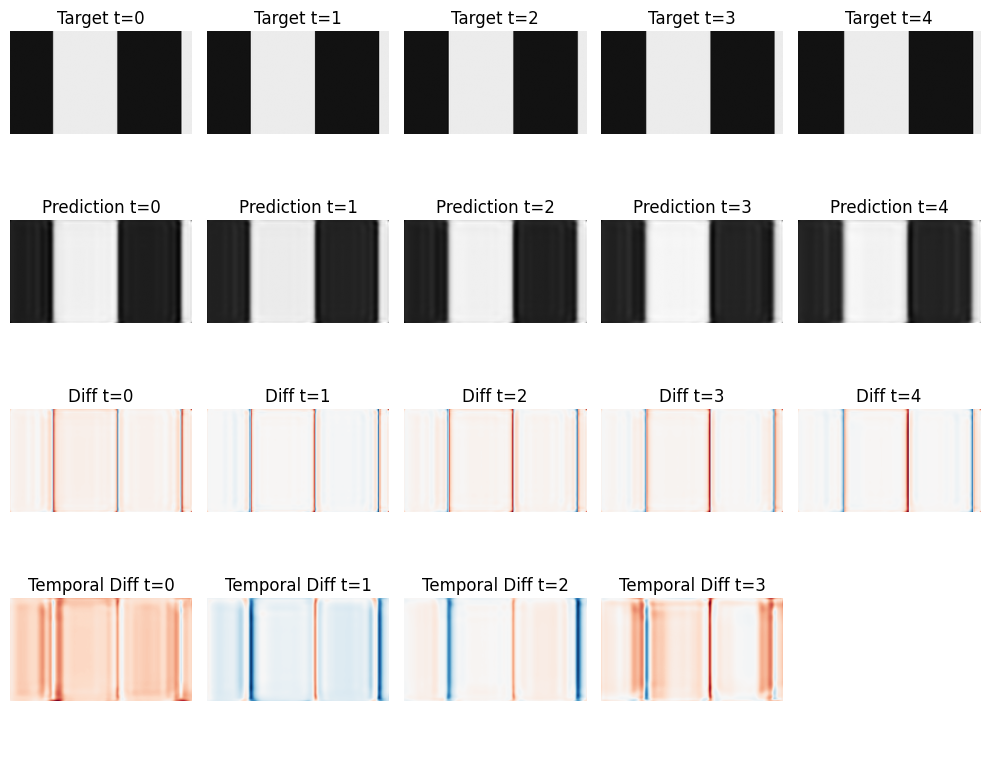 Target t=0 Target t=1 Target t=2 Target t=3 Target t=4
Prediction t=0 Prediction t=1 Prediction t=2 Prediction t=3 Prediction t=4
Diff t=0 Diff t=1 Diff t=2 Diff t=3 Diff t=4
Temporal Diff t=0 Temporal Diff t=1 Temporal Diff t=2 Temporal Diff t=3